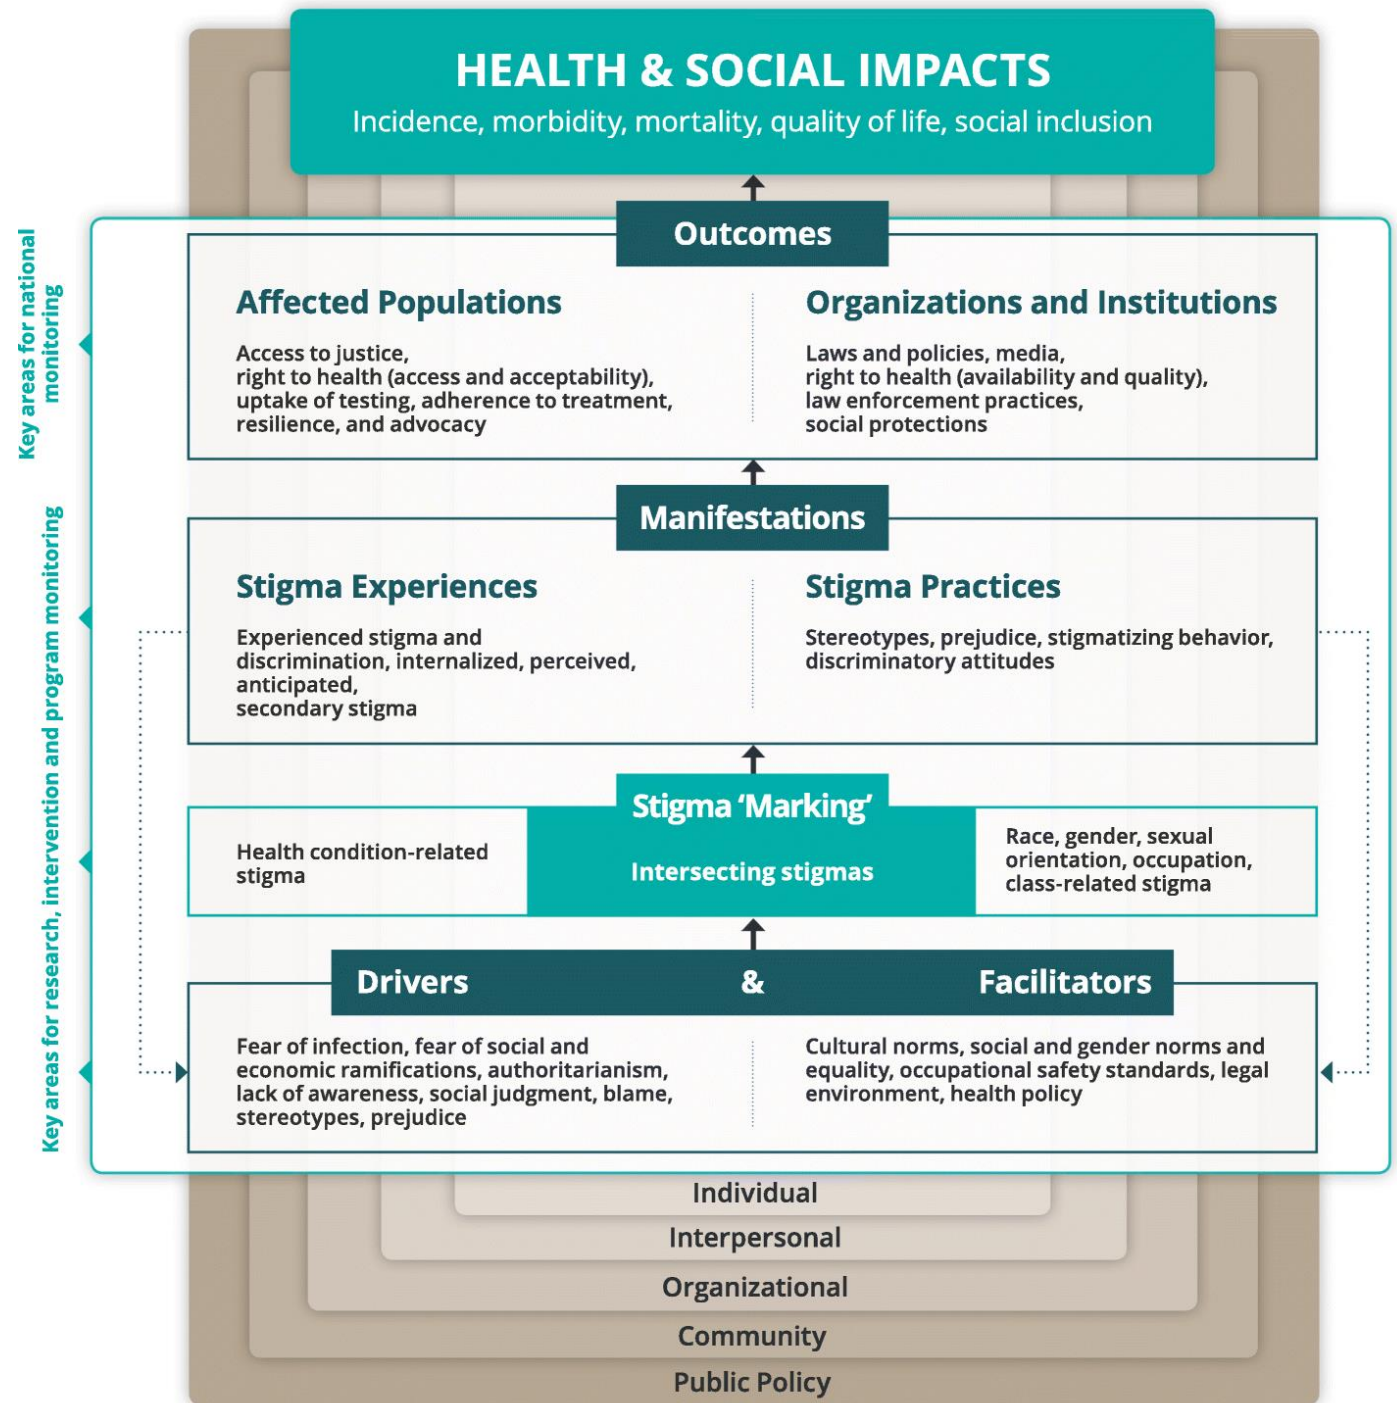 HEALTH & SOCIAL IMPACTS
Incidence, morbidity, mortality, quality of life, social inclusion
Key areas for national
monitoring
Outcomes
Affected Populations
Access to justice,
right to health (access and acceptability),
uptake of testing, adherence to treatment,
resilience, and advocacy
Organizations and Institutions
Laws and policies, media,
right to health (availability and quality),
law enforcement practices,
social protections
Key areas for research, intervention and program monitoring
Manifestations
Stigma Experiences
Experienced stigma and
discrimination, internalized, perceived,
anticipated,
secondary stigma
Stigma Practices
Stereotypes, prejudice, stigmatizing behavior,
discriminatory attitudes
Stigma ‘Marking’
Health condition-related
stigma
Intersecting stigmas
Race, gender, sexual
orientation, occupation,
class-related stigma
Drivers & Facilitators
Fear of infection, fear of social and
economic ramifications, authoritarianism,
lack of awareness, social judgment, blame,
stereotypes, prejudice
Cultural norms, social and gender norms and
equality, occupational safety standards, legal
environment, health policy
Individual
Interpersonal
Organizational
Community
Public Policy